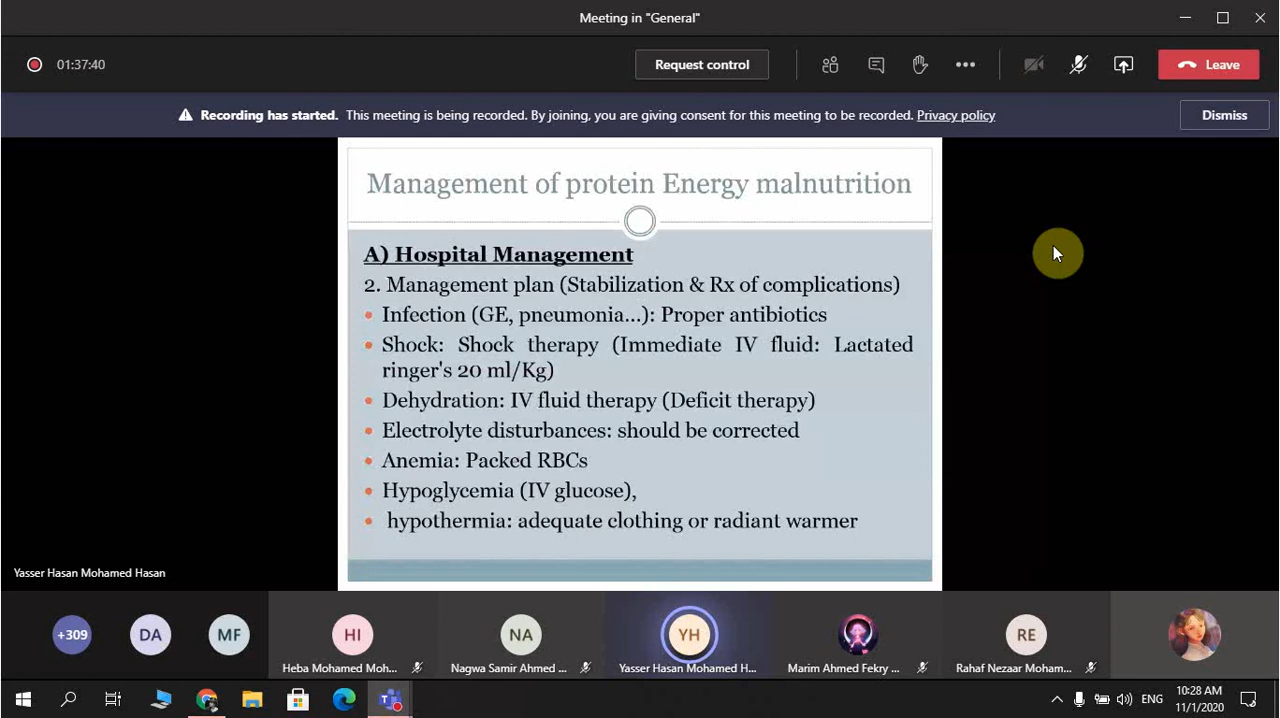 Meeting in "General"
01:37:40
Request control
Leave
Recording has started. This meeting is being recorded. By joining, you are giving consent for this meeting to be recorded. Privacy policy
Dismiss
Management of protein Energy malnutrition
A) Hospital Management
2. Management plan (Stabilization & Rx of complications)
Infection (GE, pneumonia...): Proper antibiotics
Shock: Shock therapy (Immediate IV fluid: Lactated
ringer's 20 ml/Kg)
Dehydration: IV fluid therapy (Deficit therapy)
Electrolyte disturbances: should be corrected
Anemia: Packed RBCs
Hypoglycemia (IV glucose),
hypothermia: adequate clothing or radiant warmer
Yasser Hasan Mohamed Hasan
+309
DA
MF
HI
NA
YH
RE
Heba Mohamed Moh...
Nagwa Samir Ahmed ...
Yasser Hasan Mohamed H...
Marim Ahmed Fekry ...
Rahaf Nezaar Moham...
ENG
10:28 AM
11/1/2020